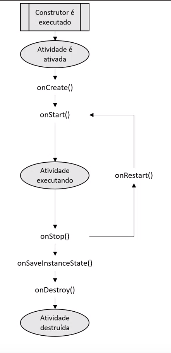 Construtor é
executado
Atividade é
ativada
onCreate()
onStart()
Atividade
executando
onRestart()
onStop()
onSaveInstanceState()
onDestroy()
Atividade
destruída